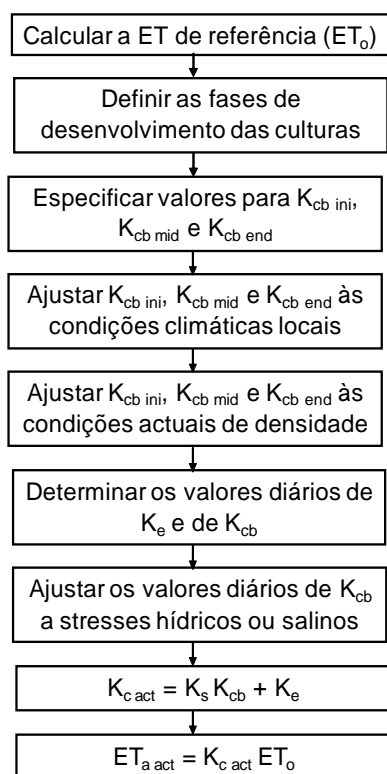 Calcular a ET de referência (ETo)
Definir as fases de
desenvolvimento das culturas
Especificar valores para Kcb ini,
Kcb mid e Kcb end
Ajustar Kcb ini, Kcb mid e Kcb end às
condições climáticas locais
Ajustar Kcb ini, Kcb mid e Kcb end às
condições actuais de densidade
Determinar os valores diários de
Ke e de Kcb
Ajustar os valores diários de Kcb
a stresses hídricos ou salinos
Kc act = Ks Kcb + Ke
ETa act = Kc act ETo